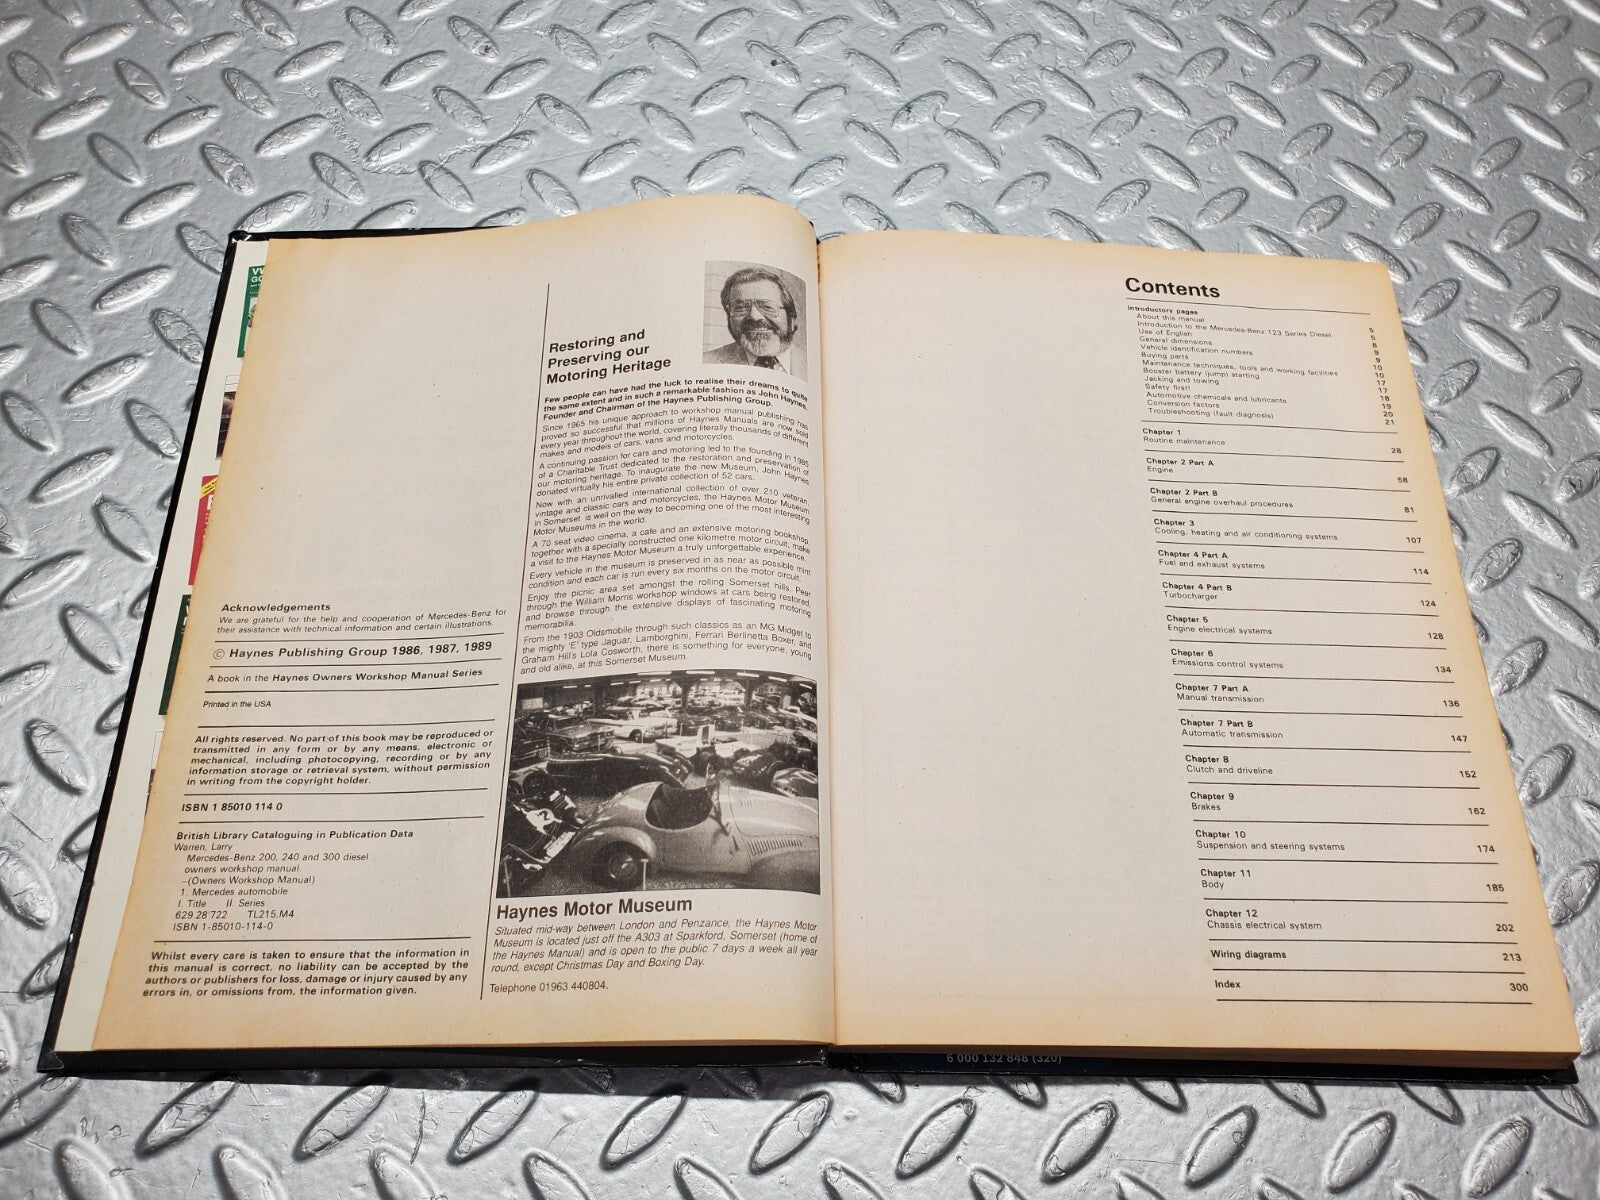 Acknowledgements
We are grateful for the help and cooperation of Mercedes-Benz for
their assistance with technical information and certain illustrations.
© Haynes Publishing Group 1986, 1987, 1989
A book in the Haynes Owners Workshop Manual Series
Printed in the USA
All rights reserved. No part of this book may be reproduced or
transmitted in any form or by any means, electronic or
mechanical, including photocopying, recording or by any
information storage or retrieval system, without permission
in writing from the copyright holder.
ISBN 1 85010 114 0
British Library Cataloguing in Publication Data
Warren, Larry
Mercedes-Benz 200, 240 and 300 diesel
owners workshop manual.
–(Owners Workshop Manual)
1. Mercedes automobile
I. Title II. Series
629.28'722 TL215.M4
ISBN 1-85010-114-0
Whilst every care is taken to ensure that the information in
this manual is correct, no liability can be accepted by the
authors or publishers for loss, damage or injury caused by any
errors in, or omissions from, the information given.
Restoring and
Preserving our
Motoring Heritage
Few people can have had the luck to realise their dreams to quite
the same extent and in such a remarkable fashion as John Haynes,
Founder and Chairman of the Haynes Publishing Group.
Since 1965 his unique approach to workshop manual publishing has
proved so successful that millions of Haynes Manuals are now sold
every year throughout the world, covering literally thousands of different
makes and models of cars, vans and motorcycles.
A continuing passion for cars and motoring led to the founding in 1985
of a Charitable Trust dedicated to the restoration and preservation of
our motoring heritage. To inaugurate the new Museum, John Haynes
donated virtually his entire private collection of 52 cars.
Now with an unrivalled international collection of over 210 veteran,
vintage and classic cars and motorcycles, the Haynes Motor Museum
in Somerset is well on the way to becoming one of the most interesting
Motor Museums in the world.
A 70 seat video cinema, a cafe and an extensive motoring bookshop,
together with a specially constructed one kilometre motor circuit, make
a visit to the Haynes Motor Museum a truly unforgettable experience.
Every vehicle in the museum is preserved in as near as possible mint
condition and each car is run every six months on the motor circuit.
Enjoy the picnic area set amongst the rolling Somerset hills. Peer
through the William Morris workshop windows at cars being restored,
and browse through the extensive displays of fascinating motoring
memorabilia.
From the 1903 Oldsmobile through such classics as an MG Midget to
the mighty 'E' type Jaguar, Lamborghini, Ferrari Berlinetta Boxer, and
Graham Hill's Lola Cosworth, there is something for everyone, young
and old alike, at this Somerset Museum.
2
Haynes Motor Museum
Situated mid-way between London and Penzance, the Haynes Motor
Museum is located just off the A303 at Sparkford, Somerset (home of
the Haynes Manual) and is open to the public 7 days a week all year
round, except Christmas Day and Boxing Day.
Telephone 01963 440804.
Contents
Introductory pages
About this manual 5
Introduction to the Mercedes-Benz 123 Series Diesel 5
Use of English 8
General dimensions 9
Vehicle identification numbers 9
Buying parts 10
Maintenance techniques, tools and working facilities 10
Booster battery (jump) starting 17
Jacking and towing 17
Safety first! 18
Automotive chemicals and lubricants 19
Conversion factors 20
Troubleshooting (fault diagnosis) 21
Chapter 1
Routine maintenance 28
Chapter 2 Part A
Engine 58
Chapter 2 Part B
General engine overhaul procedures 81
Chapter 3
Cooling, heating and air conditioning systems 107
Chapter 4 Part A
Fuel and exhaust systems 114
Chapter 4 Part B
Turbocharger 124
Chapter 5
Engine electrical systems 128
Chapter 6
Emissions control systems 134
Chapter 7 Part A
Manual transmission 136
Chapter 7 Part B
Automatic transmission 147
Chapter 8
Clutch and driveline 152
Chapter 9
Brakes 162
Chapter 10
Suspension and steering systems 174
Chapter 11
Body 185
Chapter 12
Chassis electrical system 202
Wiring diagrams 213
Index 300
6 000 132 848 (320)